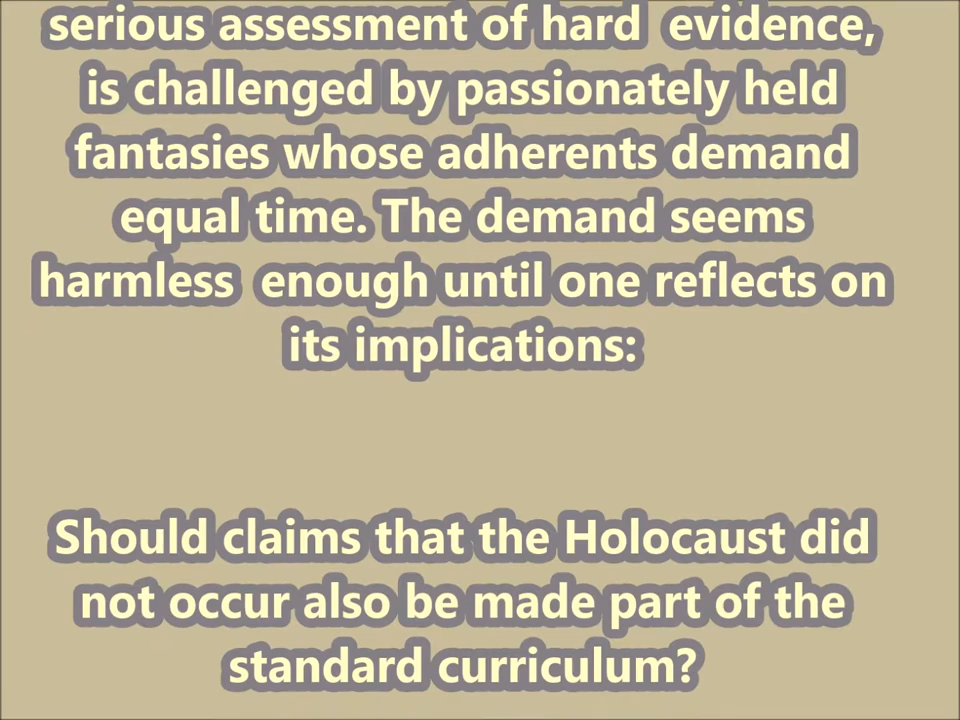 serious assessment of hard evidence,
is challenged by passionately held
fantasies whose adherents demand
equal time. The demand seems
harmless enough until one reflects on
its implications:
Should claims that the Holocaust did
not occur also be made part of the
standard curriculum?